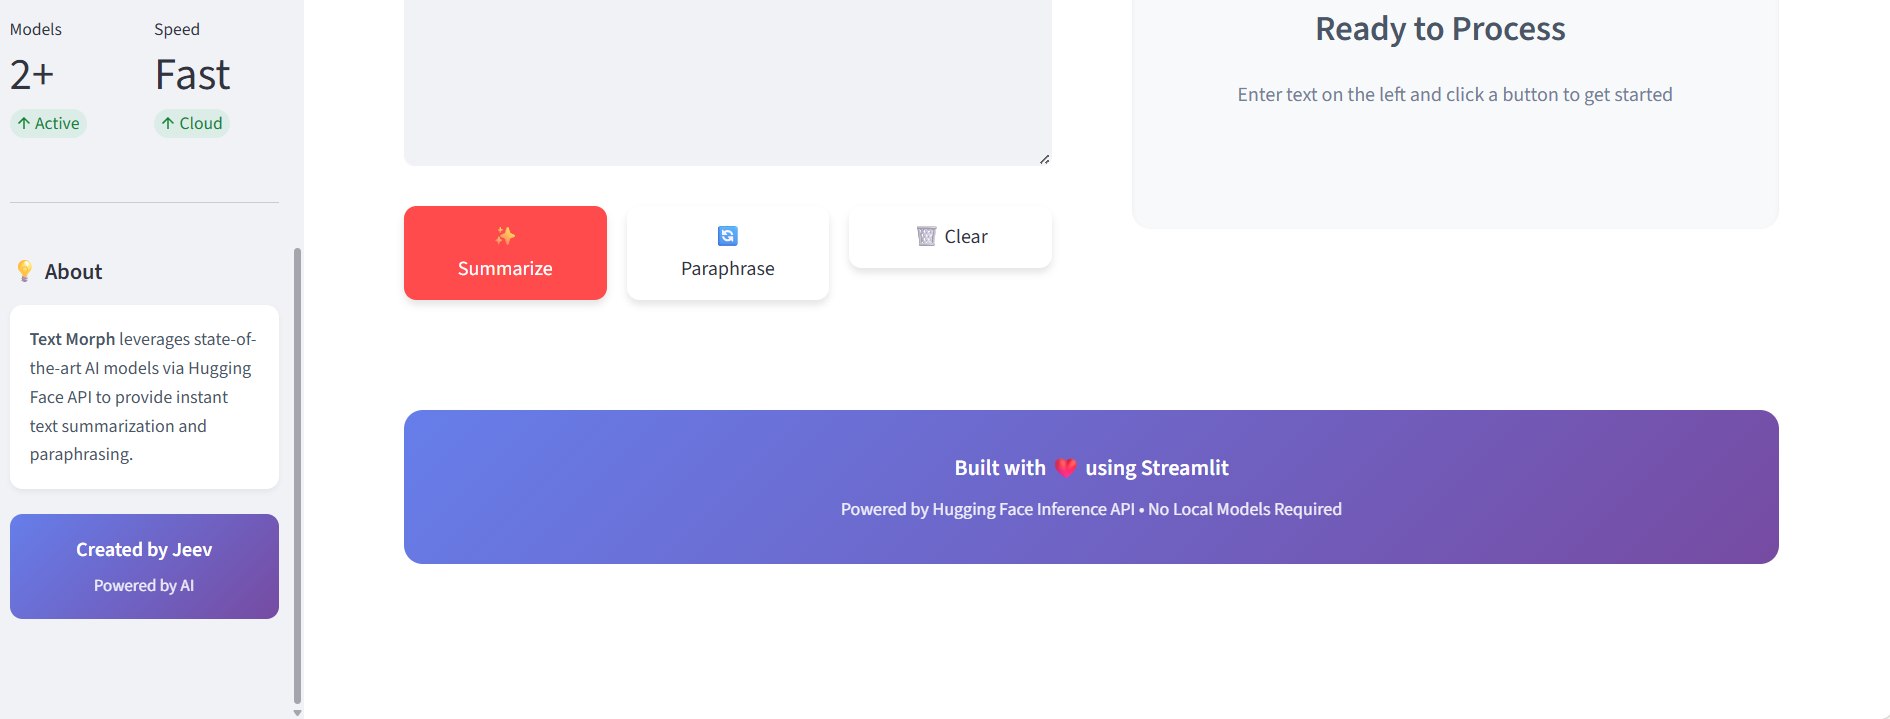 Models
2+
↑ Active
Speed
Fast
↑ Cloud
💡 About
Text Morph leverages state-of-
the-art AI models via Hugging
Face API to provide instant
text summarization and
paraphrasing.
Created by Jeev
Powered by AI
✨
Summarize
🔄
Paraphrase
🗑️ Clear
Ready to Process
Enter text on the left and click a button to get started
Built with ❤️ using Streamlit
Powered by Hugging Face Inference API • No Local Models Required